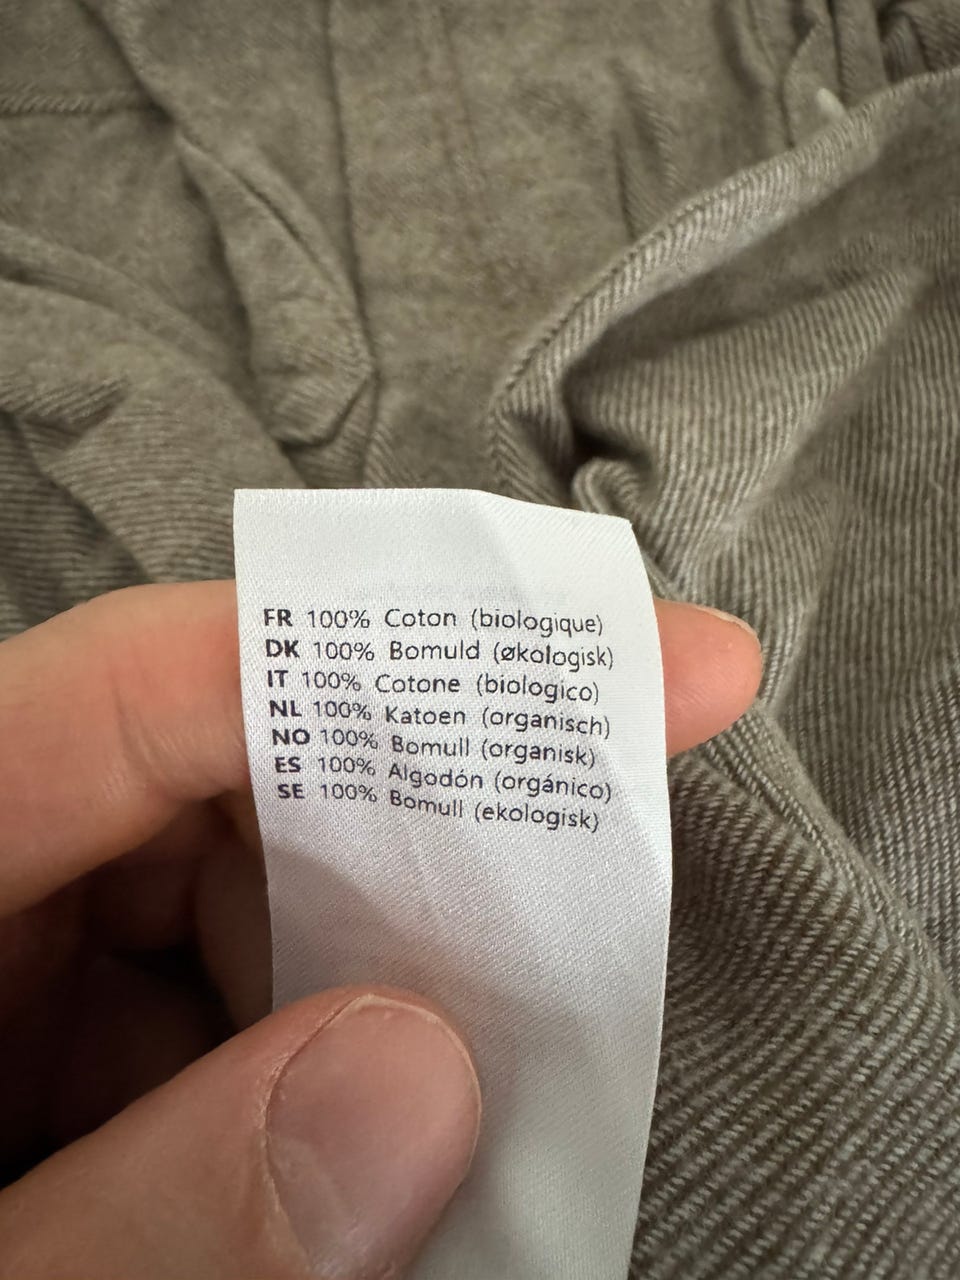 FR 100% Coton (biologique)
DK 100% Bomuld (økologisk)
IT 100% Cotone (biologico)
NL 100% Katoen (organisch)
NO 100% Bomull (organisk)
ES 100% Algodón (orgánico)
SE 100% Bomull (ekologisk)